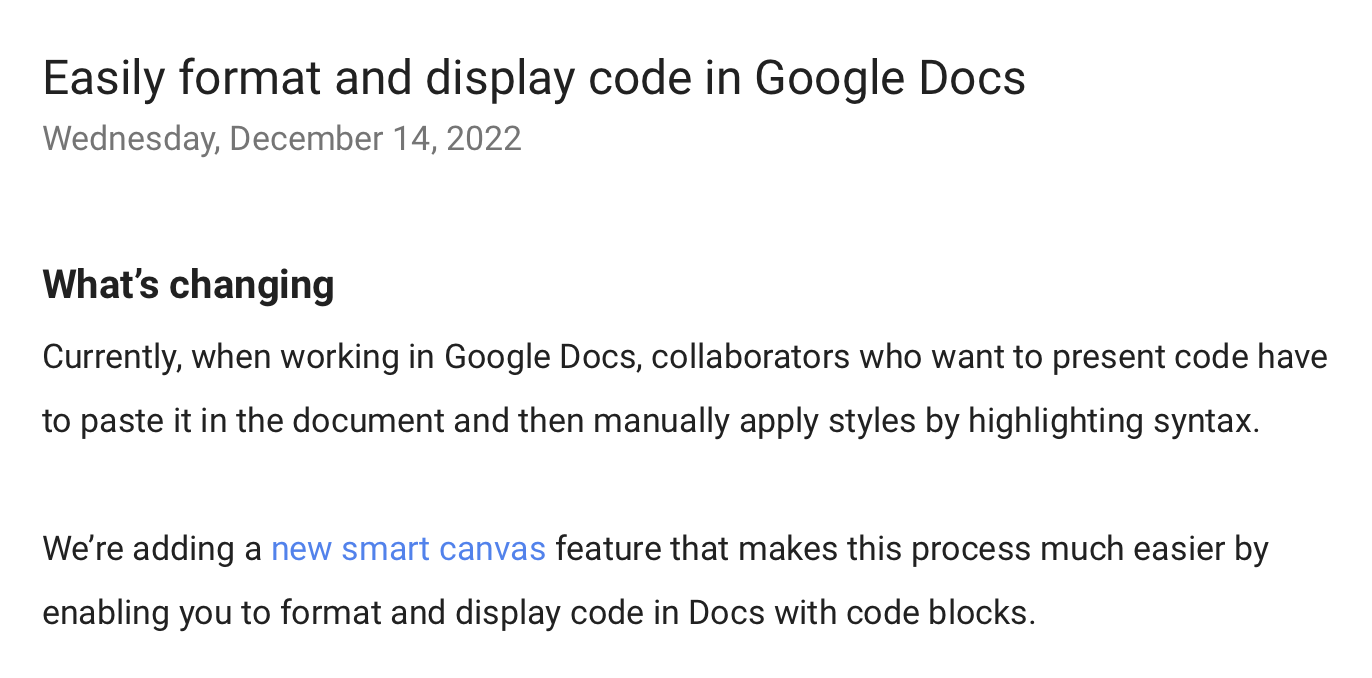 Easily format and display code in Google Docs
Wednesday, December 14, 2022
What’s changing
Currently, when working in Google Docs, collaborators who want to present code have
to paste it in the document and then manually apply styles by highlighting syntax.
We’re adding a new smart canvas feature that makes this process much easier by
enabling you to format and display code in Docs with code blocks.